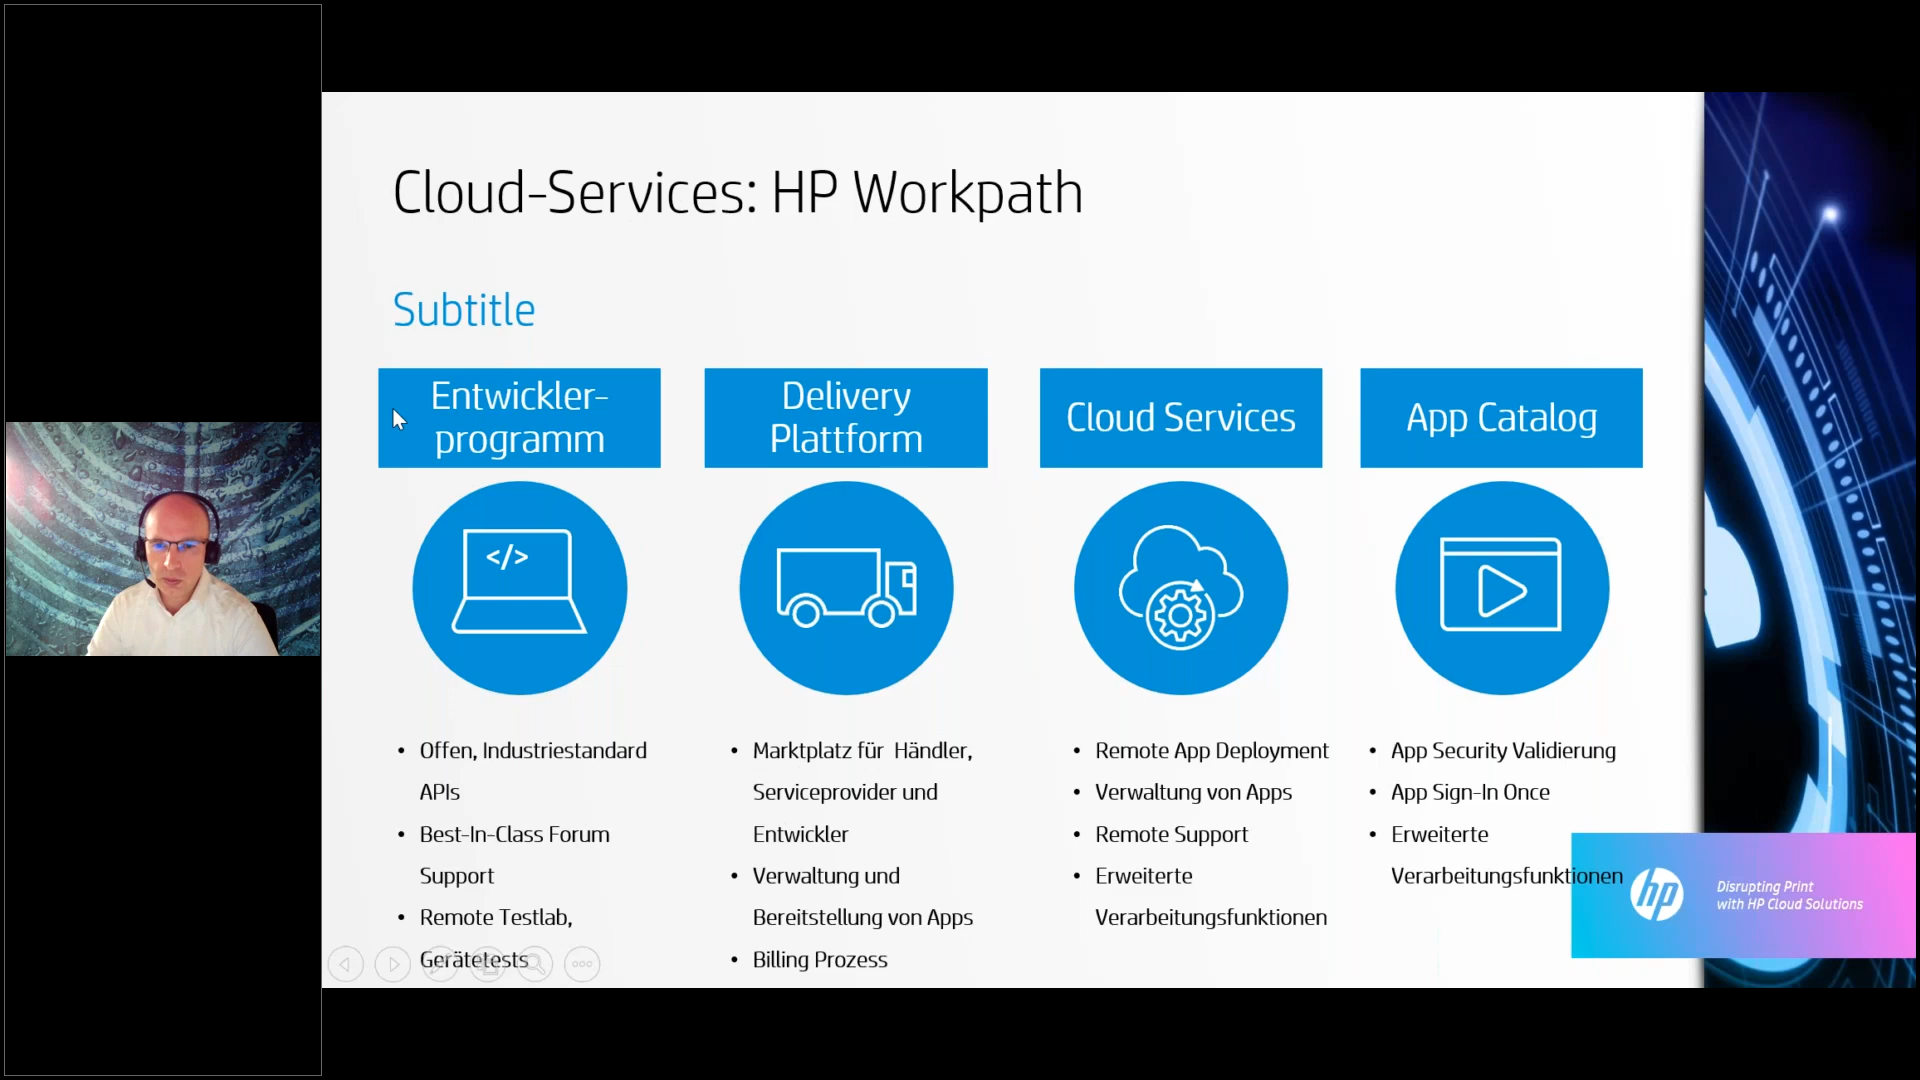 Cloud-Services: HP Workpath
Subtitle
Entwickler-
programm
Delivery
Plattform
Cloud Services
App Catalog
</>
• Offen, Industriestandard
APIs
• Best-In-Class Forum
Support
• Remote Testlab,
Gerätetests
• Marktplatz für  Händler,
Serviceprovider und
Entwickler
• Verwaltung und
Bereitstellung von Apps
• Billing Prozess
• Remote App Deployment
• Verwaltung von Apps
• Remote Support
• Erweiterte
Verarbeitungsfunktionen
• App Security Validierung
• App Sign-In Once
• Erweiterte
Verarbeitungsfunktionen
hp
Disrupting Print
with HP Cloud Solutions